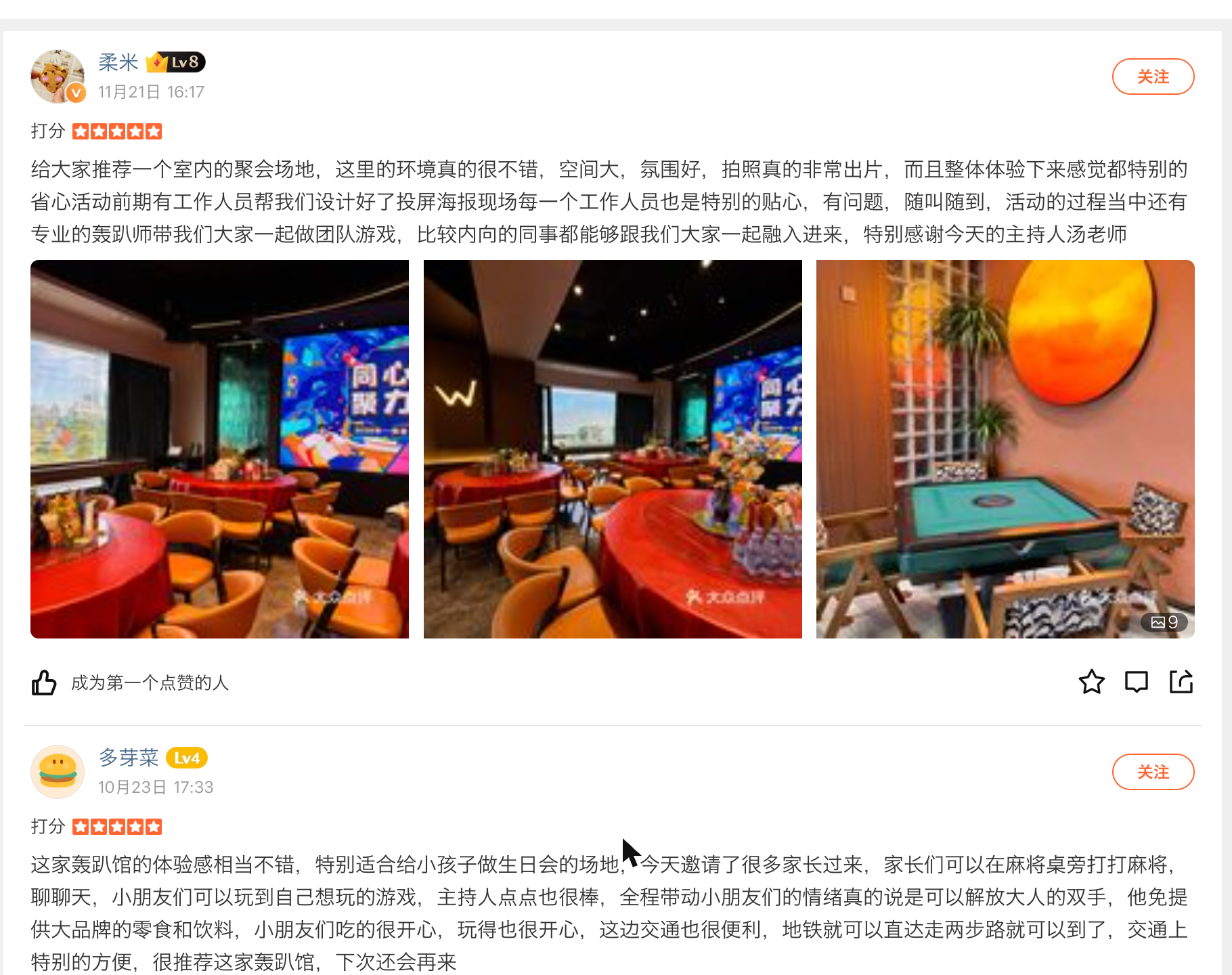 柔米 Lv8
11月21日 16:17
关注
打分
给大家推荐一个室内的聚会场地，这里的环境真的很不错，空间大，氛围好，拍照真的非常出片，而且整体体验下来感觉都特别的
省心活动前期有工作人员帮我们设计好了投屏海报现场每一个工作人员也是特别的贴心，有问题，随叫随到，活动的过程当中还有
专业的轰趴师带我们大家一起做团队游戏，比较内向的同事都能够跟我们大家一起融入进来，特别感谢今天的主持人汤老师
同心
聚力
大众点评
W
同心
聚力
大众点评
大众点评
9
成为第一个点赞的人
多芽菜 Lv4
10月23日 17:33
关注
打分
这家轰趴馆的体验感相当不错，特别适合给小孩子做生日会的场地，今天邀请了很多家长过来，家长们可以在麻将桌旁打打麻将，
聊聊天，小朋友们可以玩到自己想玩的游戏，主持人点点也很棒，全程带动小朋友们的情绪真的说是可以解放大人的双手，他免提
供大品牌的零食和饮料，小朋友们吃的很开心，玩得也很开心，这边交通也很便利，地铁就可以直达走两步路就可以到了，交通上
特别的方便，很推荐这家轰趴馆，下次还会再来